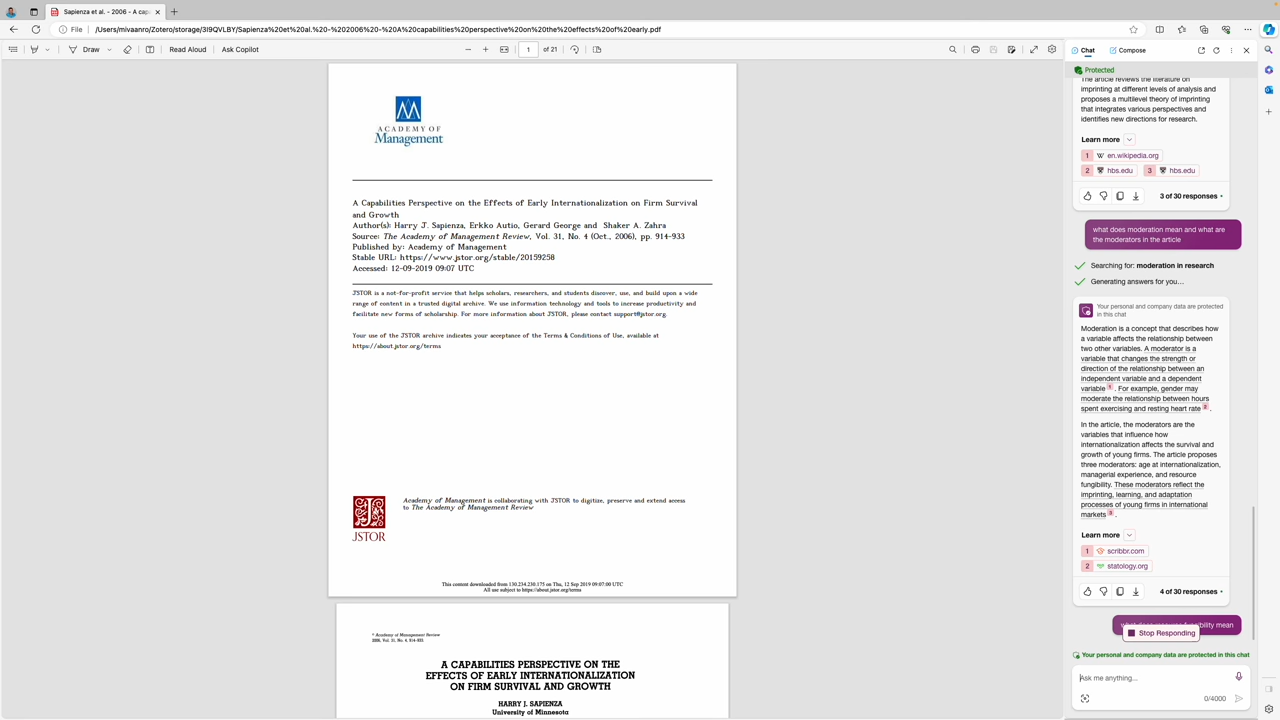 Sapienza et al. - 2006 - A cap
File
/Users/mivaanro/Zotero/storage/3I9QVLBY/Sapienza%20et%20al.%20-%202006%20-%20A%20capabilities%20perspective%20on%20the%20effects%20of%20early.pdf
Draw
Read Aloud
Ask Copilot
1 of 21
ACADEMY OF
Management
A Capabilities Perspective on the Effects of Early Internationalization on Firm Survival
and Growth
Author(s): Harry J. Sapienza, Erkko Autio, Gerard George and Shaker A. Zahra
Source: The Academy of Management Review, Vol. 31, No. 4 (Oct., 2006), pp. 914-933
Published by: Academy of Management
Stable URL: https://www.jstor.org/stable/20159258
Accessed: 12-09-2019 09:07 UTC
JSTOR is a not-for-profit service that helps scholars, researchers, and students discover, use, and build upon a wide
range of content in a trusted digital archive. We use information technology and tools to increase productivity and
facilitate new forms of scholarship. For more information about JSTOR, please contact support@jstor.org.
Your use of the JSTOR archive indicates your acceptance of the Terms & Conditions of Use, available at
https://about.jstor.org/terms
JSTOR
Academy of Management is collaborating with JSTOR to digitize, preserve and extend access
to The Academy of Management Review
This content downloaded from 130.234.230.175 on Thu, 12 Sep 2019 09:07:00 UTC
All use subject to https://about.jstor.org/terms
® Academy of Management Review
2006, Vol. 31, No. 4, 914–933.
A CAPABILITIES PERSPECTIVE ON THE
EFFECTS OF EARLY INTERNATIONALIZATION
ON FIRM SURVIVAL AND GROWTH
HARRY J. SAPIENZA
University of Minnesota
Chat
Compose
Protected
The article reviews the literature on
imprinting at different levels of analysis and
proposes a multilevel theory of imprinting
that integrates various perspectives and
identifies new directions for research.
Learn more
1 W en.wikipedia.org
2 hbs.edu 3 hbs.edu
3 of 30 responses
what does moderation mean and what are
the moderators in the article
Searching for: moderation in research
Generating answers for you…
Your personal and company data are protected
in this chat
Moderation is a concept that describes how
a variable affects the relationship between
two other variables. A moderator is a
variable that changes the strength or
direction of the relationship between an
independent variable and a dependent
variable 1 . For example, gender may
moderate the relationship between hours
spent exercising and resting heart rate 2 .
In the article, the moderators are the
variables that influence how
internationalization affects the survival and
growth of young firms. The article proposes
three moderators: age at internationalization,
managerial experience, and resource
fungibility. These moderators reflect the
imprinting, learning, and adaptation
processes of young firms in international
markets 3 .
Learn more
1 scribbr.com
2 statology.org
4 of 30 responses
mean
Stop Responding
Your personal and company data are protected in this chat
Ask me anything...
0/4000